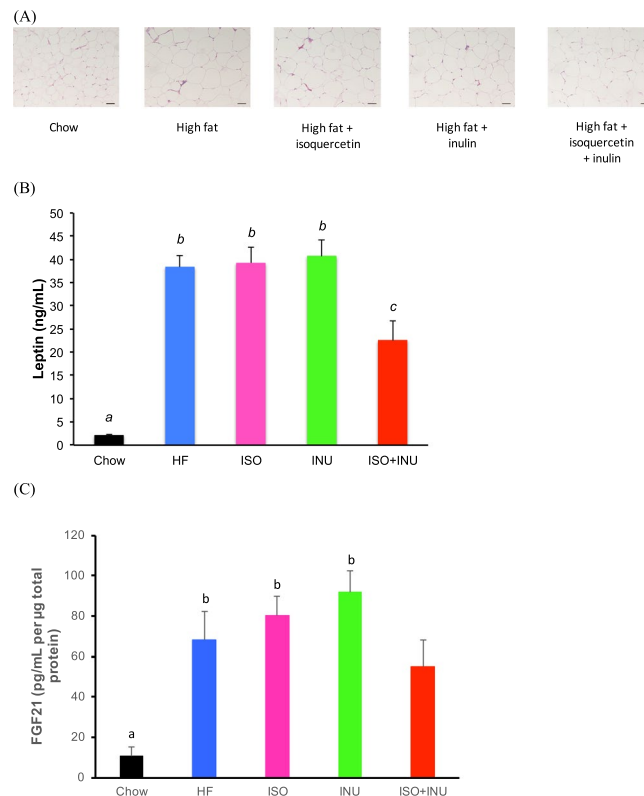 (A)
Chow
High fat
High fat +
isoquercetin
High fat +
inulin
High fat +
isoquercetin
+ inulin
(B)
Leptin (ng/mL)
50
45
40
35
30
25
20
15
10
5
0
a
b
b
b
c
Chow
HF
ISO
INU
ISO+INU
(C)
FGF21 (pg/mL per µg total
protein)
120
100
80
60
40
20
0
a
b
b
b
Chow
HF
ISO
INU
ISO+INU